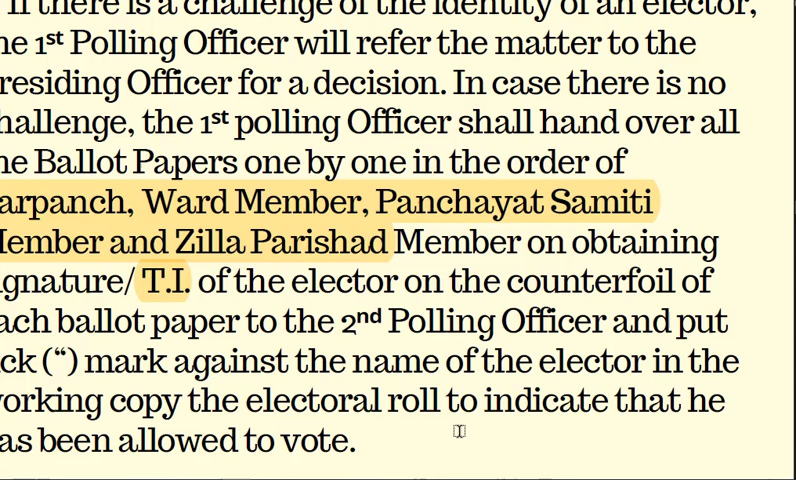 If there is a challenge of the identity of an elector,
he 1st Polling Officer will refer the matter to the
residing Officer for a decision. In case there is no
hallenge, the 1st polling Officer shall hand over all
he Ballot Papers one by one in the order of
arpanch, Ward Member, Panchayat Samiti
Member and Zilla Parishad Member on obtaining
ignature/ T.I. of the elector on the counterfoil of
ach ballot paper to the 2nd Polling Officer and put
ick (“) mark against the name of the elector in the
working copy the electoral roll to indicate that he
as been allowed to vote.